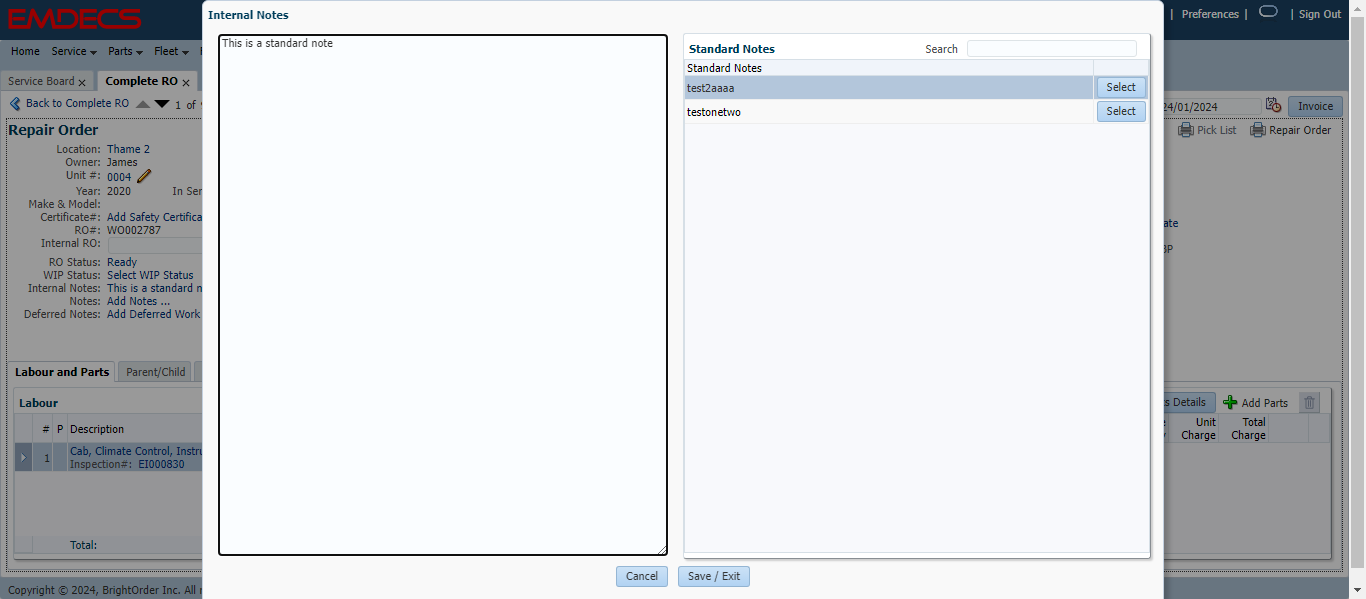 EMDECS
Internal Notes
| Preferences | | Sign Out
Home Service Parts Fleet
Service Board x Complete RO x
Back to Complete RO 1 of
This is a standard note
Standard Notes Search
Standard Notes
test2aaaa Select
testonetwo Select
24/01/2024 Invoice
Pick List Repair Order
Repair Order
Location: Thame 2
Owner: James
Unit #: 0004
Year: 2020 In Ser
Make & Model:
Certificate#: Add Safety Certifica
RO#: WO002787
Internal RO:
RO Status: Ready
WIP Status: Select WIP Status
Internal Notes: This is a standard n
Notes: Add Notes ...
Deferred Notes: Add Deferred Work
Labour and Parts Parent/Child
Labour
# P Description
1 Cab, Climate Control, Instru
Inspection#: EI000830
Total:
s Details Add Parts
Unit Charge Total Charge
Cancel Save / Exit
Copyright © 2024, BrightOrder Inc. All r